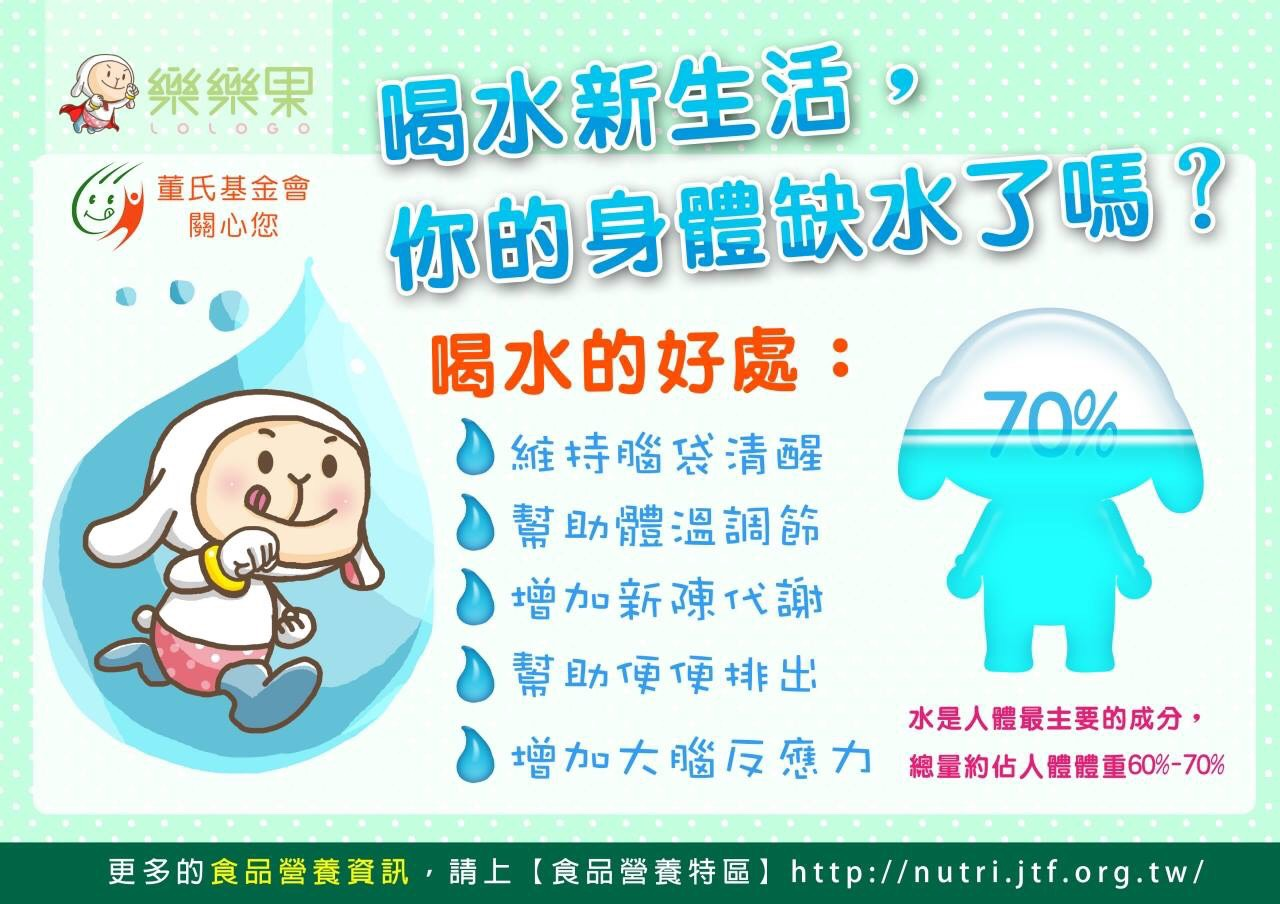 樂樂果
LOLOGO
董氏基金會
關心您
喝水新生活，
你的身體缺水了嗎？
喝水的好處：
維持腦袋清醒
幫助體溫調節
增加新陳代謝
幫助便便排出
增加大腦反應力
70%
水是人體最主要的成分，
總量約佔人體體重60%-70%
更多的食品營養資訊，請上【食品營養特區】http://nutri.jtf.org.tw/